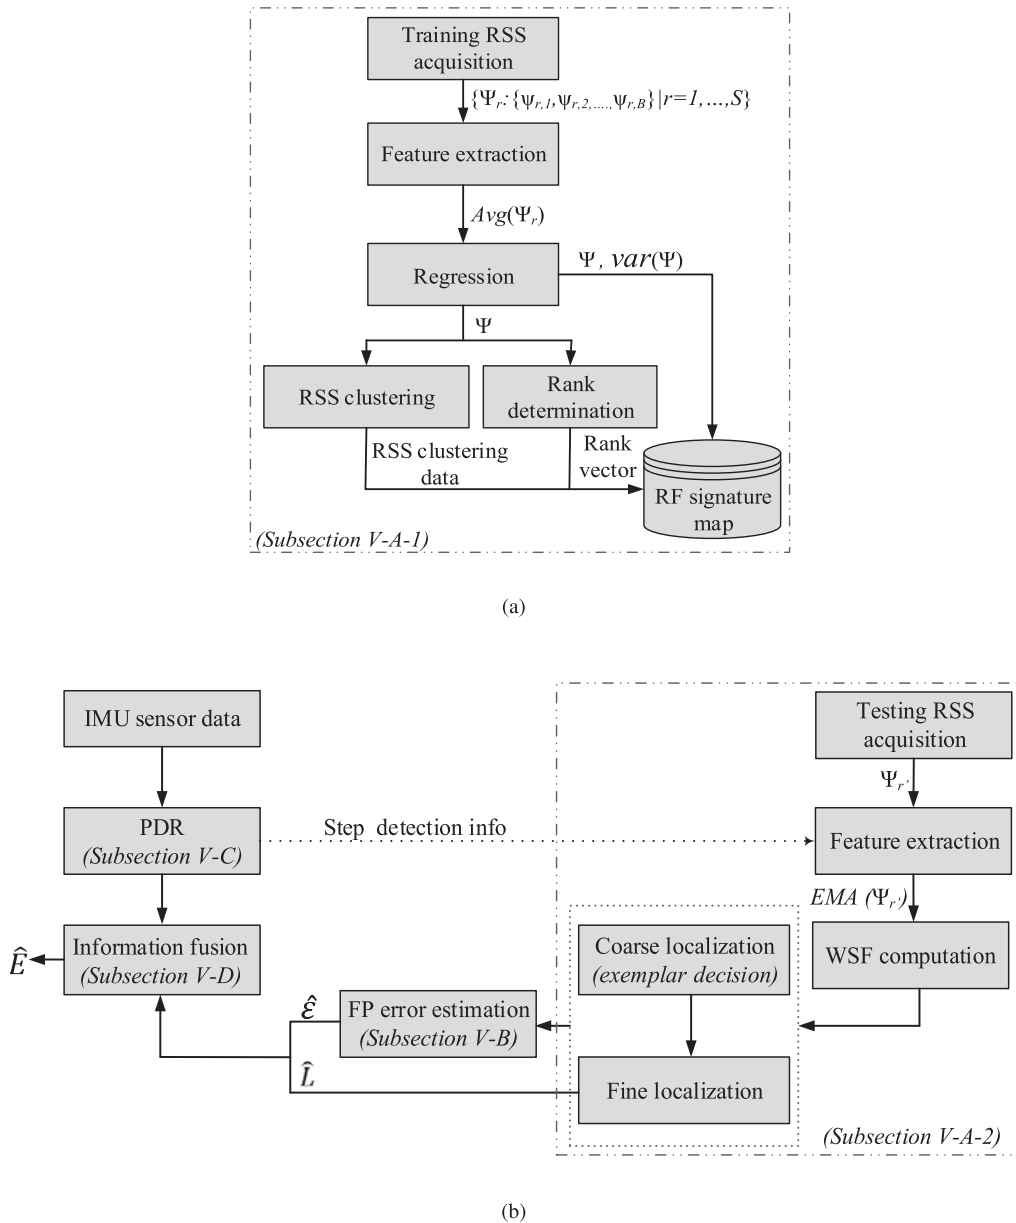 Training RSS
acquisition
{Ψr:{ψr,1,ψr,2,....,ψr,B}|r=1,...,S}
Feature extraction
Avg(Ψr)
Regression
Ψ, var(Ψ)
Ψ
RSS clustering
Rank
determination
RSS clustering
data
Rank
vector
RF signature
map
(Subsection V-A-1)
(a)
IMU sensor data
Testing RSS
acquisition
Ψr'
PDR
(Subsection V-C)
Step detection info
Feature extraction
EMA (Ψr')
Information fusion
(Subsection V-D)
Ê
Coarse localization
(exemplar decision)
WSF computation
FP error estimation
(Subsection V-B)
ε̂
L̂
Fine localization
(Subsection V-A-2)
(b)